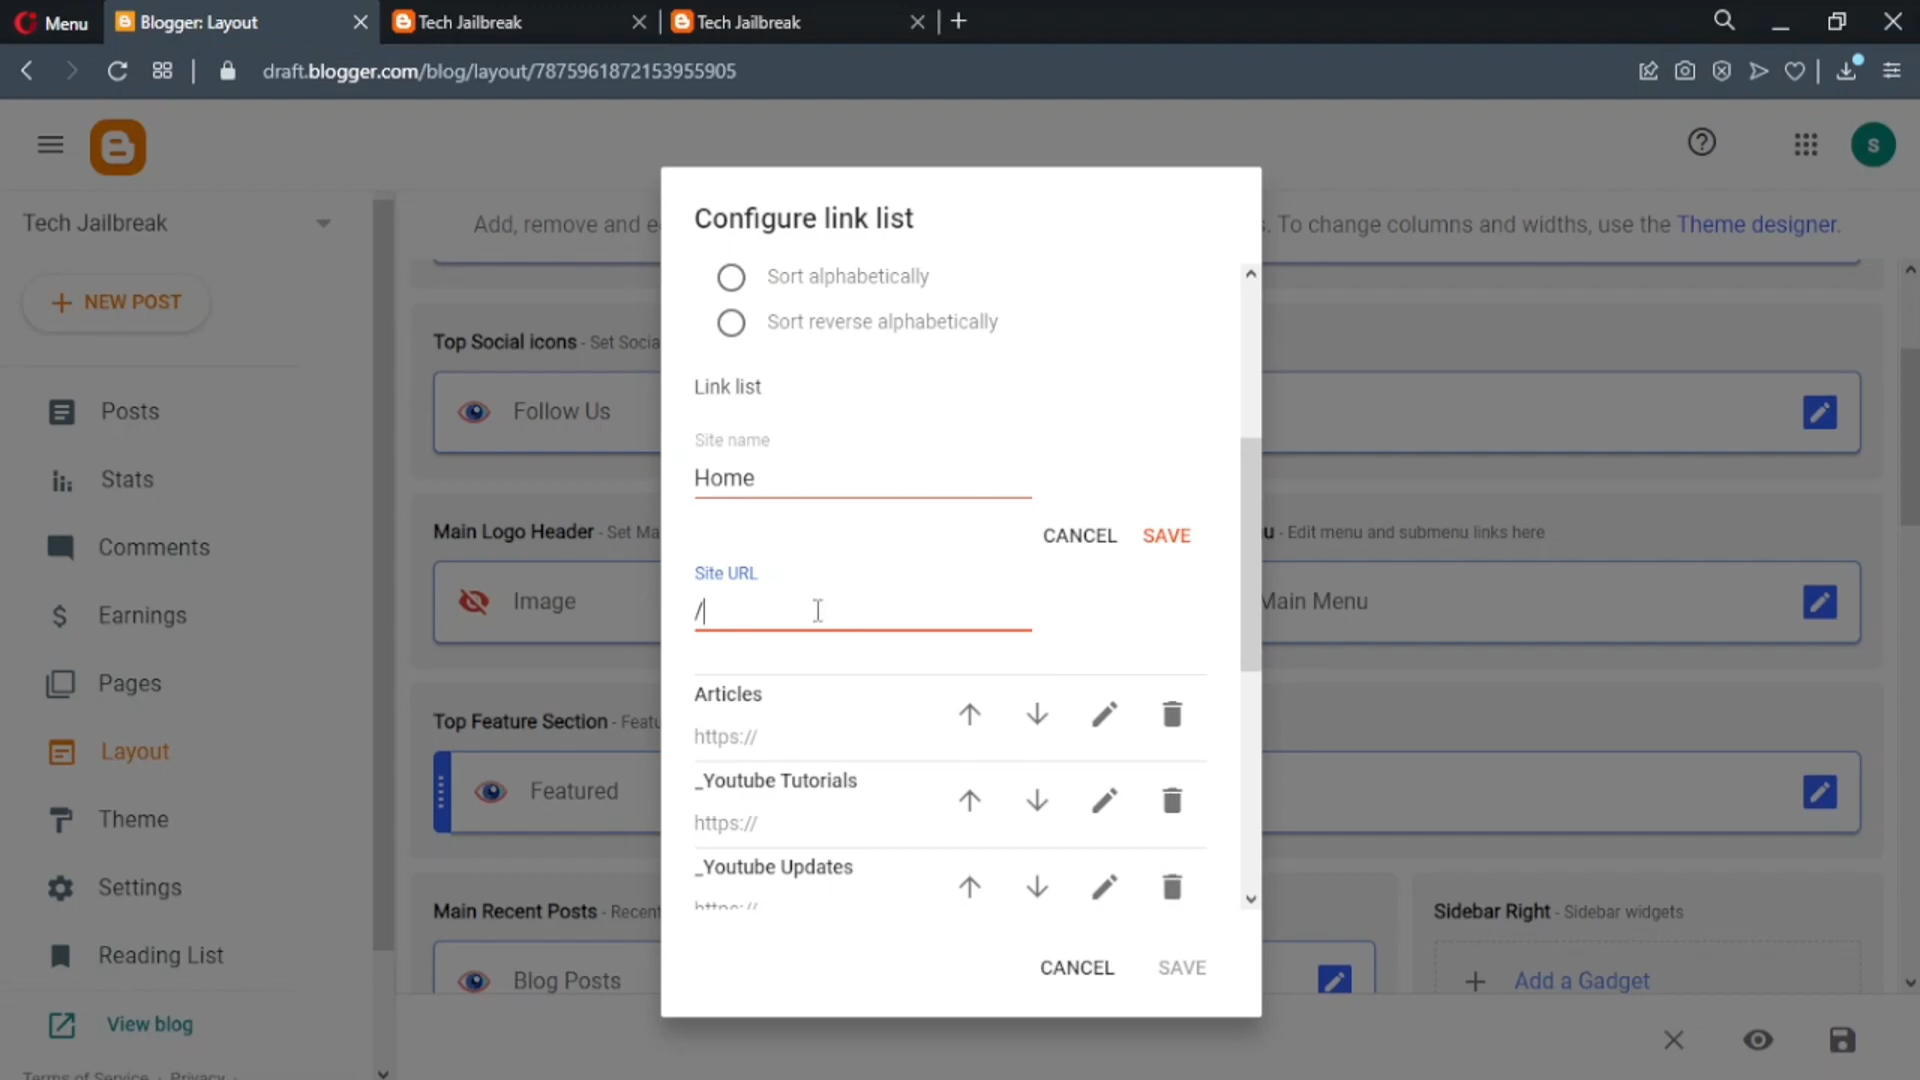 Menu
Blogger: Layout
Tech Jailbreak
Tech Jailbreak
draft.blogger.com/blog/layout/7875961872153955905
S
Tech Jailbreak
Add, remove and e
s. To change columns and widths, use the Theme designer.
+ NEW POST
Posts
Stats
Comments
Earnings
Pages
Layout
Theme
Settings
Reading List
View blog
Terms of Service · Privacy ·
Top Social icons - Set Socia
Follow Us
Main Logo Header - Set Ma
Image
u - Edit menu and submenu links here
Main Menu
Top Feature Section - Featu
Featured
Main Recent Posts - Recent
Blog Posts
Sidebar Right - Sidebar widgets
+ Add a Gadget
Configure link list
Sort alphabetically
Sort reverse alphabetically
Link list
Site name
Home
CANCEL SAVE
Site URL
/
Articles
https://
_Youtube Tutorials
https://
_Youtube Updates
https://
CANCEL SAVE